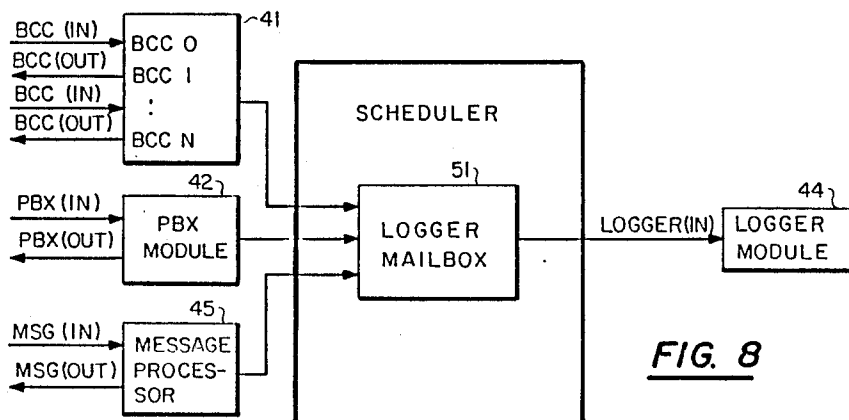 BCC (IN)
BCC(OUT)
BCC (IN)
BCC(OUT)
41
BCC 0
BCC 1
:
BCC N
PBX(IN)
PBX(OUT)
42
PBX
MODULE
MSG(IN)
MSG(OUT)
45
MESSAGE
PROCES-
SOR
SCHEDULER
51
LOGGER
MAILBOX
LOGGER(IN)
44
LOGGER
MODULE
FIG. 8